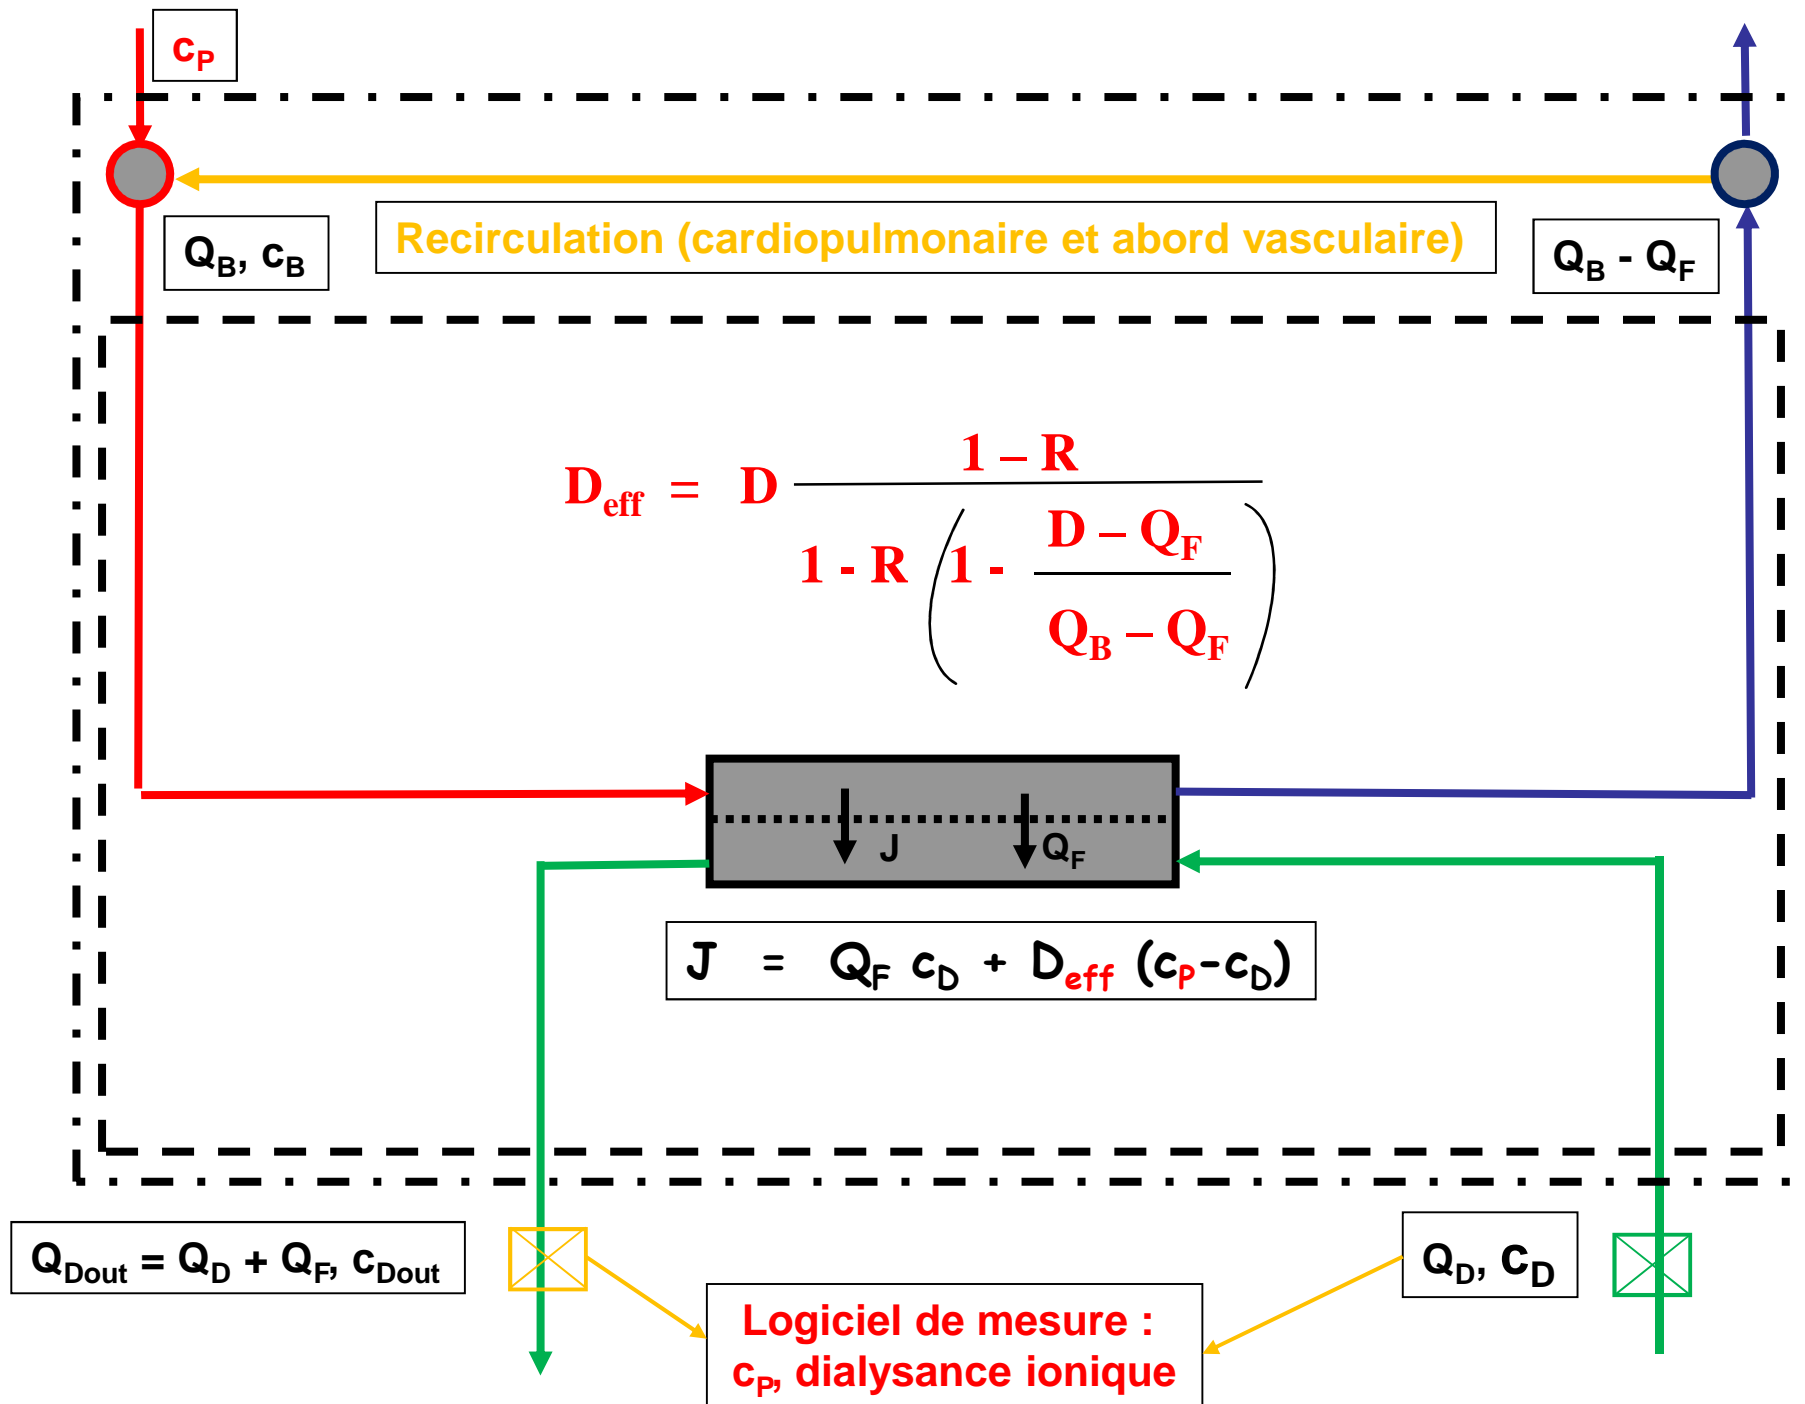 cP
QB, cB
Recirculation (cardiopulmonaire et abord vasculaire)
QB - QF
Deff = D
1 – R
1 - R (1 -
D – QF
QB – QF
)
J
QF
J = QF cD + Deff (cP-cD)
QDout = QD + QF, cDout
QD, cD
Logiciel de mesure :
cP, dialysance ionique